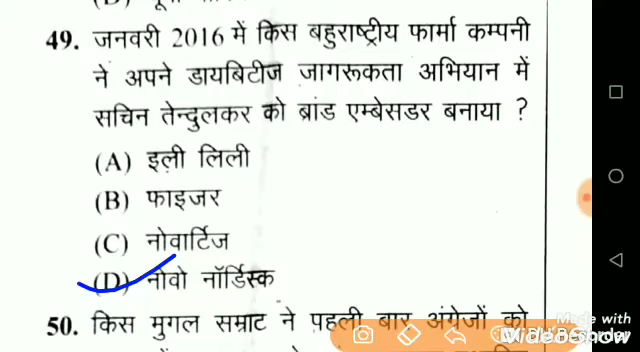 49. जनवरी 2016 में किस बहुराष्ट्रीय फार्मा कम्पनी
ने अपने डायबिटीज जागरूकता अभियान में
सचिन तेन्दुलकर को ब्रांड एम्बेसडर बनाया ?
(A) इली लिली
(B) फाइजर
(C) नोवार्टिज
(D) नोवो नॉर्डिस्क
50. किस मुगल सम्राट ने पहली बार अंग्रेजों को
Made with